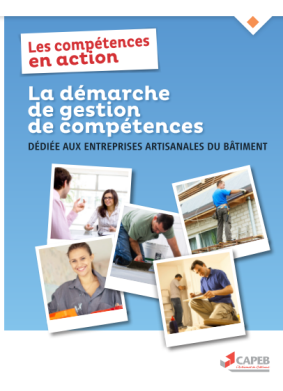 Les compétences
en action
La démarche
de gestion
de compétences
DÉDIÉE AUX ENTREPRISES ARTISANALES DU BÂTIMENT
CAPEB